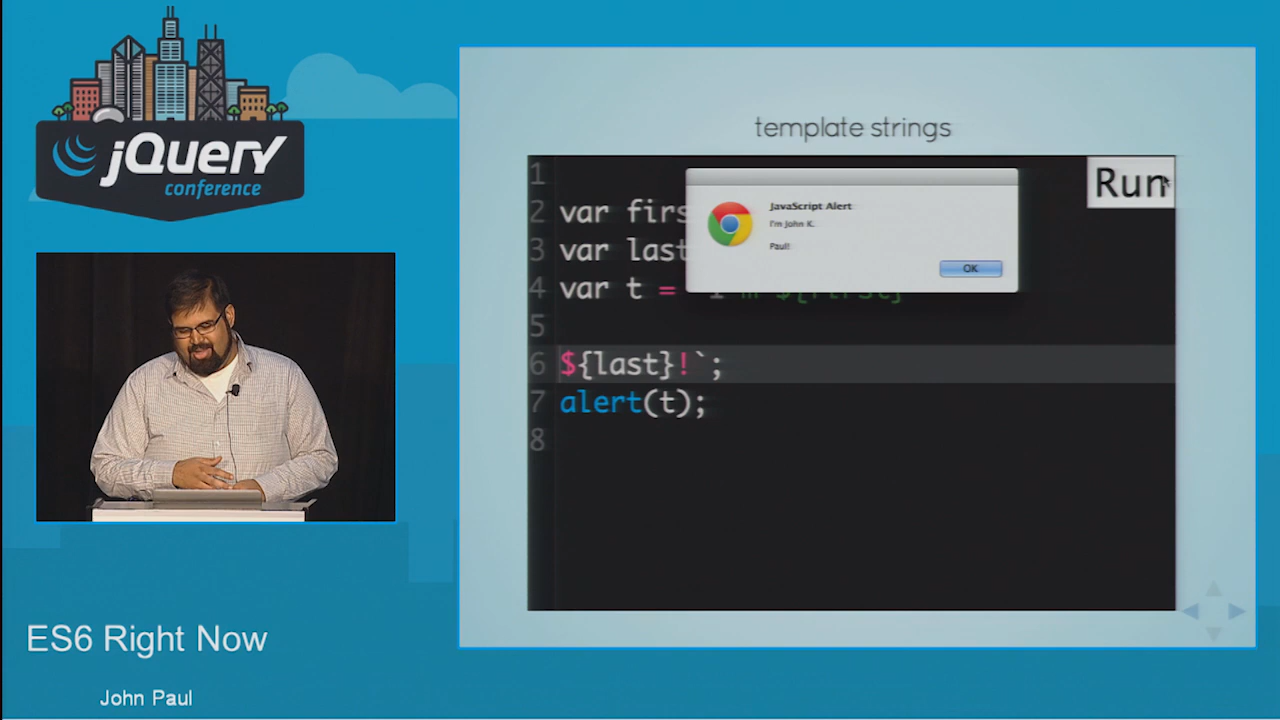 jQuery
conference
template strings
Run
1
2 var firs
3 var last
4 var t = `I'm ${first}
5
6 ${last}!`;
7 alert(t);
8
JavaScript Alert
I'm John K.
Paul!
OK
ES6 Right Now
John Paul